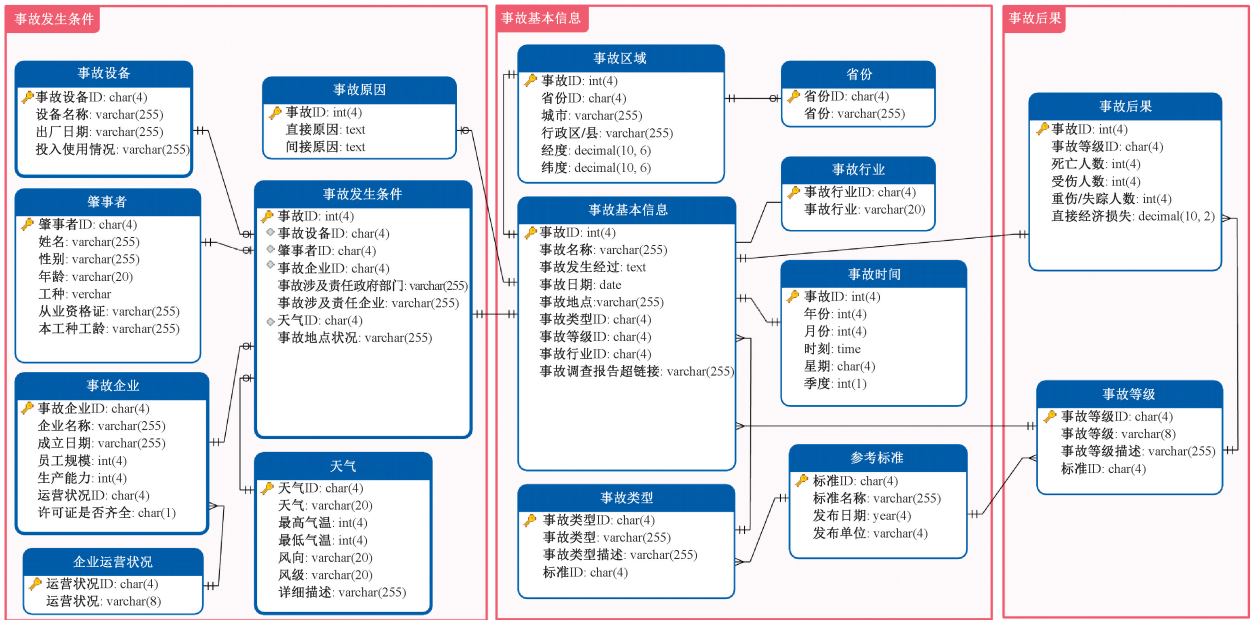 事故发生条件
事故设备
事故设备ID: char(4)
设备名称: varchar(255)
出厂日期: varchar(255)
投入使用情况: varchar(255)
肇事者
肇事者ID: char(4)
姓名: varchar(255)
性别: varchar(255)
年龄: varchar(20)
工种: verchar
从业资格证: varchar(255)
本工种工龄: varchar(255)
事故企业
事故企业ID: char(4)
企业名称: varchar(255)
成立日期: varchar(255)
员工规模: int(4)
生产能力: int(4)
运营状况ID: char(4)
许可证是否齐全: char(1)
企业运营状况
运营状况ID: char(4)
运营状况: varchar(8)
事故原因
事故ID: int(4)
直接原因: text
间接原因: text
事故发生条件
事故ID: int(4)
事故设备ID: char(4)
肇事者ID: char(4)
事故企业ID: char(4)
事故涉及责任政府部门: varchar(255)
事故涉及责任企业: varchar(255)
天气ID: char(4)
事故地点状况: varchar(255)
天气
天气ID: char(4)
天气: varchar(20)
最高气温: int(4)
最低气温: int(4)
风向: varchar(20)
风级: varchar(20)
详细描述: varchar(255)
事故基本信息
事故区域
事故ID: int(4)
省份ID: char(4)
城市: varchar(255)
行政区/县: varchar(255)
经度: decimal(10, 6)
纬度: decimal(10, 6)
事故基本信息
事故ID: int(4)
事故名称: varchar(255)
事故发生经过: text
事故日期: date
事故地点:varchar(255)
事故类型ID: char(4)
事故等级ID: char(4)
事故行业ID: char(4)
事故调查报告超链接: varchar(255)
事故类型
事故类型ID: char(4)
事故类型: varchar(255)
事故类型描述: varchar(255)
标准ID: char(4)
省份
省份ID: char(4)
省份: varchar(255)
事故行业
事故行业ID: char(4)
事故行业: varchar(20)
事故时间
事故ID: int(4)
年份: int(4)
月份: int(4)
时刻: time
星期: char(4)
季度: int(1)
参考标准
标准ID: char(4)
标准名称: varchar(255)
发布日期: year(4)
发布单位: varchar(4)
事故后果
事故后果
事故ID: int(4)
事故等级ID: char(4)
死亡人数: int(4)
受伤人数: int(4)
重伤/失踪人数: int(4)
直接经济损失: decimal(10, 2)
事故等级
事故等级ID: char(4)
事故等级: varchar(8)
事故等级描述: varchar(255)
标准ID: char(4)